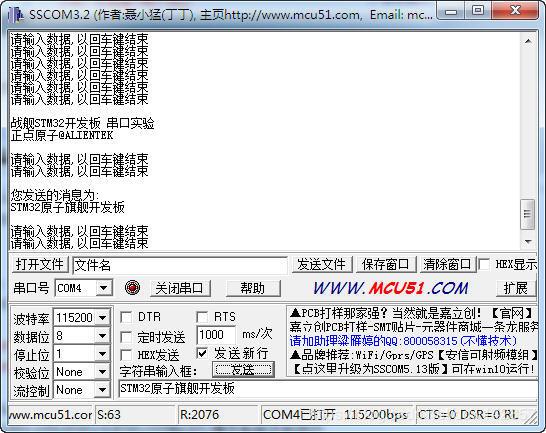 SSCOM3.2 (作者:聂小猛(丁丁), 主页http://www.mcu51.com, Email: mc...
请输入数据,以回车键结束
请输入数据,以回车键结束
请输入数据,以回车键结束
请输入数据,以回车键结束
请输入数据,以回车键结束
战舰STM32开发板 串口实验
正点原子@ALIENTEK
请输入数据,以回车键结束
请输入数据,以回车键结束
您发送的消息为:
STM32原子旗舰开发板
请输入数据,以回车键结束
请输入数据,以回车键结束
打开文件 文件名 发送文件 保存窗口 清除窗口 HEX显示
串口号 COM4 关闭串口 帮助 WWW.MCU51.COM 扩展
波特率 115200 DTR RTS
数据位 8 定时发送 1000 ms/次
停止位 1 HEX发送 发送新行
校验位 None 字符串输入框: 发送
流控制 None STM32原子旗舰开发板
▲PCB打样那家强？当然就是嘉立创！【官网】
嘉立创PCB打样-SMT贴片-元器件商城—条龙服务
请加助理梁雁婷的QQ:800058315(不懂技术)
▲品牌推荐:WiFi/Gprs/GPS【安信可射频模组】
【点这里升级为SSCOM5.13版】可在win10运行!
www.mcu51.cor S:63 R:2076 COM4已打开 115200bps CTS=0 DSR=0 RL